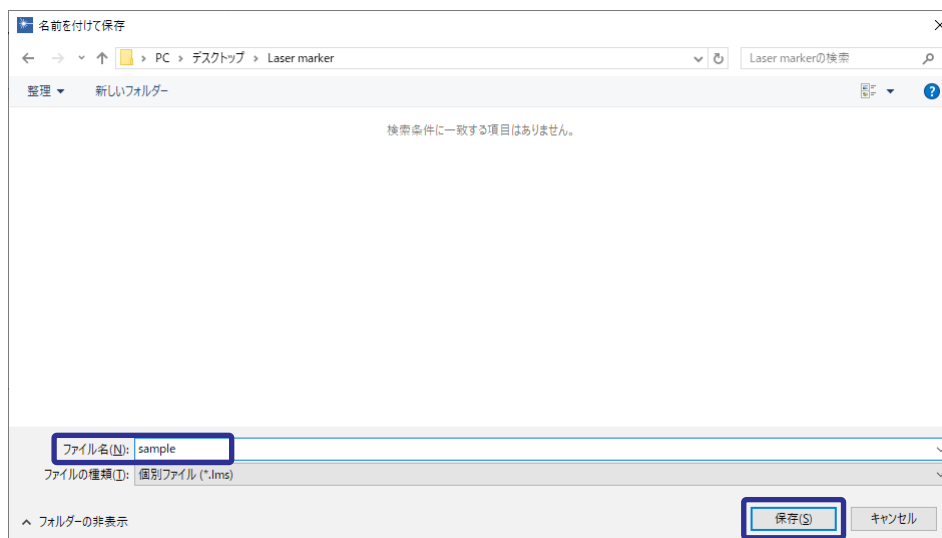 名前を付けて保存
PC > デスクトップ > Laser marker
Laser markerの検索
整理
新しいフォルダー
検索条件に一致する項目はありません。
ファイル名(N): sample
ファイルの種類(T): 個別ファイル (*.lms)
フォルダーの非表示
保存(S)
キャンセル